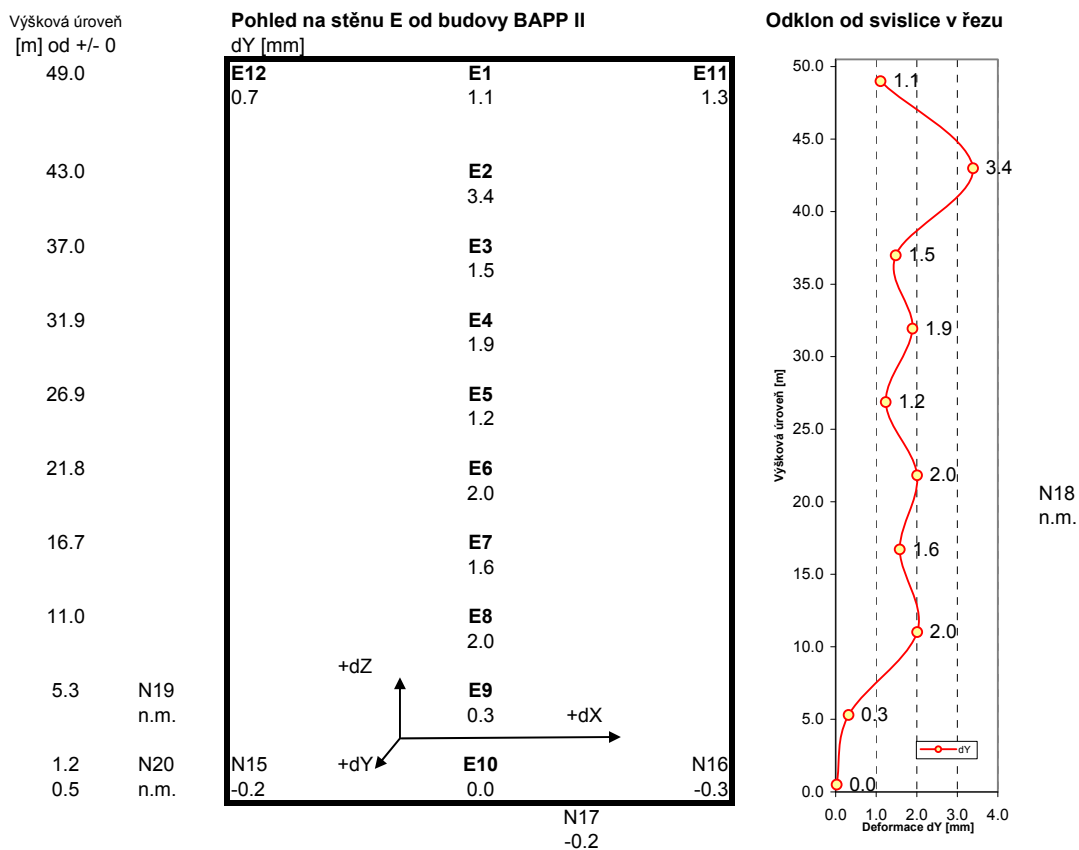 Výšková úroveň
[m] od +/- 0
Pohled na stěnu E od budovy BAPP II
dY [mm]
Odklon od svislice v řezu
49.0
E12 E1 E11
0.7 1.1 1.3
43.0
E2
3.4
37.0
E3
1.5
31.9
E4
1.9
26.9
E5
1.2
21.8
E6
2.0
16.7
E7
1.6
11.0
E8
2.0
+dZ
5.3 N19
E9
n.m.
0.3
+dX
1.2 N20
N15 +dY E10 N16
0.5 n.m.
-0.2 0.0 -0.3
N17
-0.2
50.0
45.0
40.0
35.0
30.0
25.0
20.0
15.0
10.0
5.0
0.0
Výšková úroveň [m]
1.1
3.4
1.5
1.9
1.2
2.0
1.6
2.0
0.3
0.0
dY
0.0 1.0 2.0 3.0 4.0
Deformace dY [mm]
N18
n.m.